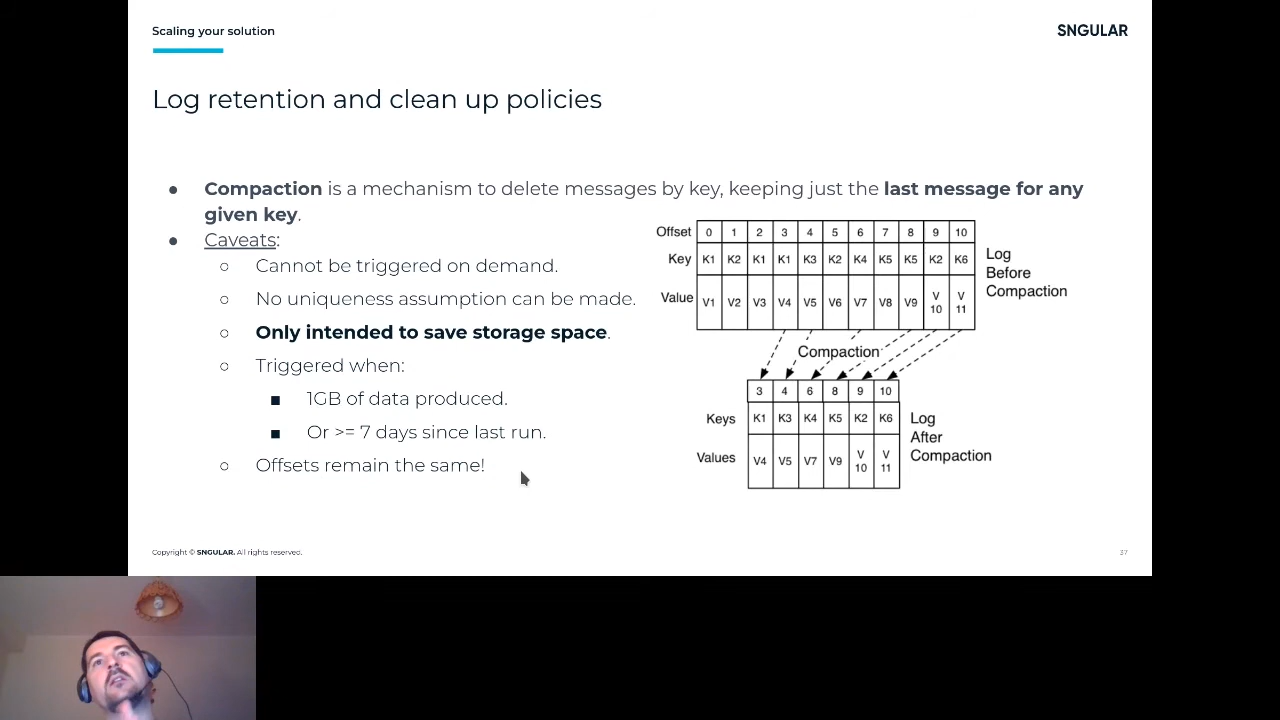 Scaling your solution
SNGULAR
Log retention and clean up policies
● Compaction is a mechanism to delete messages by key, keeping just the last message for any
given key.
● Caveats:
○ Cannot be triggered on demand.
○ No uniqueness assumption can be made.
○ Only intended to save storage space.
○ Triggered when:
■ 1GB of data produced.
■ Or >= 7 days since last run.
○ Offsets remain the same!
Offset 0 1 2 3 4 5 6 7 8 9 10
Key K1 K2 K1 K1 K3 K2 K4 K5 K5 K2 K6
Value V1 V2 V3 V4 V5 V6 V7 V8 V9 V 10 V 11
Log
Before
Compaction
Compaction
3 4 6 8 9 10
Keys K1 K3 K4 K5 K2 K6
Values V4 V5 V7 V9 V 10 V 11
Log
After
Compaction
Copyright © SNGULAR. All rights reserved.
37